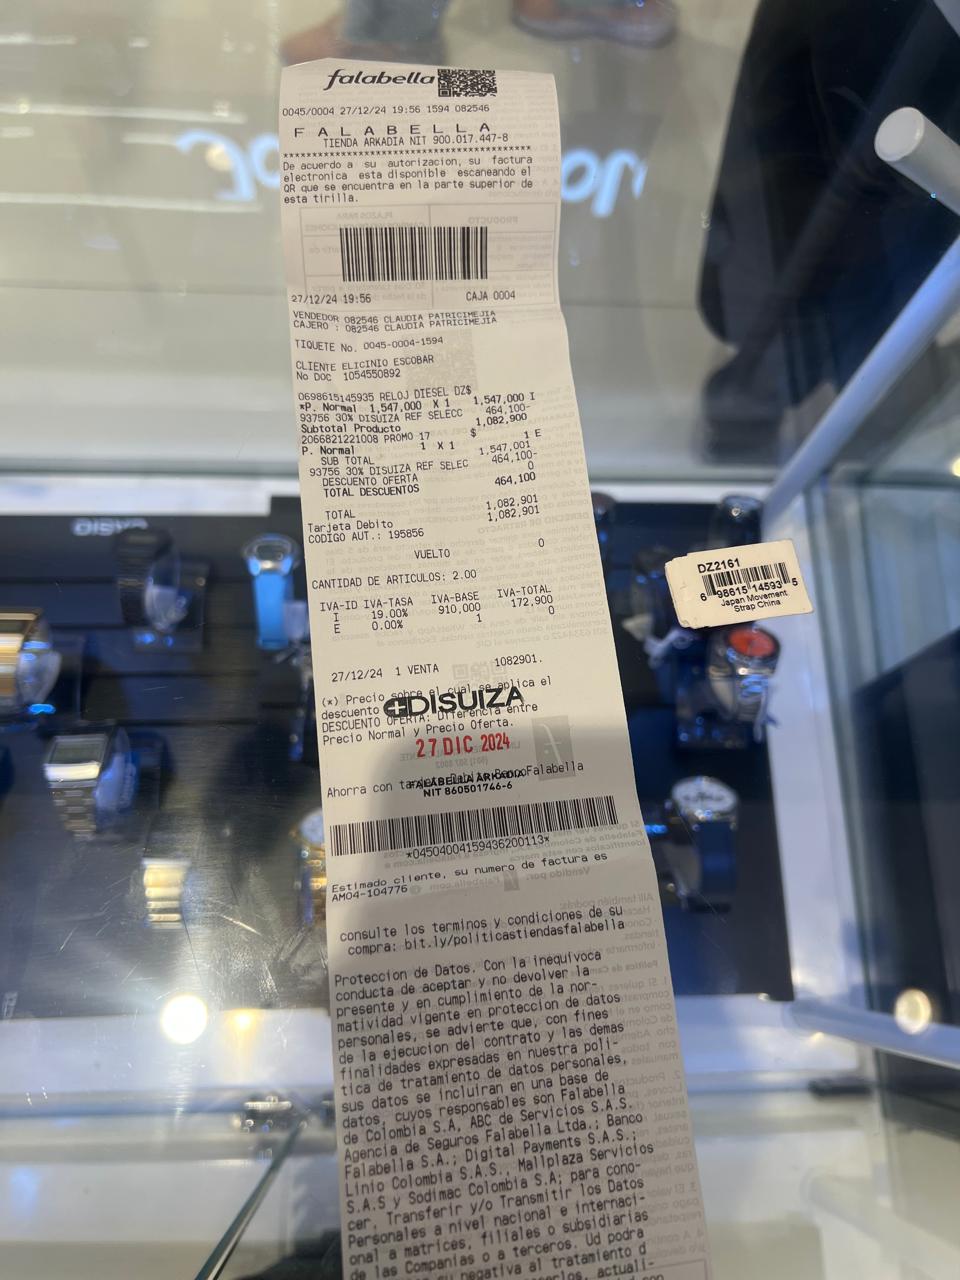 falabella
0045/0004 27/12/24 19:56 1594 082546
F A L A B E L L A
TIENDA ARKADIA NIT 900.017.447-8
De acuerdo a su autorizacion, su factura
electronica esta disponible escaneando el
QR que se encuentra en la parte superior de
esta tirilla.
27/12/24 19:56 CAJA 0004
VENDEDOR 082546 CLAUDIA PATRICIMEJIA
CAJERO : 082546 CLAUDIA PATRICIMEJIA
TIQUETE No. 0045-0004-1594
CLIENTE ELICINIO ESCOBAR
No DOC 1054550892
0698615145935 RELOJ DIESEL DZ$
*P. Normal 1,547,000 X 1 1,547,000 I
93756 30% DISUIZA REF SELECC 464,100-
Subtotal Producto 1,082,900
2066821221008 PROMO 17 $
P. Normal 1 X 1 1 E
SUB TOTAL 1,547,001
93756 30% DISUIZA REF SELEC 464,100-
DESCUENTO OFERTA 0
TOTAL DESCUENTOS 464,100
TOTAL 1,082,901
Tarjeta Debito 1,082,901
CODIGO AUT.: 195856
VUELTO 0
CANTIDAD DE ARTICULOS: 2.00
IVA-ID IVA-TASA IVA-BASE IVA-TOTAL
I 19.00% 910,000 172,900
E 0.00% 1 0
27/12/24 1 VENTA 1082901.
(*) Precio sobre el cual se aplica el
descuento
DISUIZA
DESCUENTO OFERTA: Diferencia entre
Precio Normal y Precio Oferta.
27 DIC 2024
Ahorra con tarjeta Debito BancoFalabella
FALABELLA ARKADIA
NIT 860501746-6
*04504004159436200113*
Estimado cliente, su numero de factura es
AM04-104776
consulte los terminos y condiciones de su
compra: bit.ly/politicastiendasfalabella
Proteccion de Datos. Con la inequivoca
conducta de aceptar y no devolver la
presente y en cumplimiento de la nor-
matividad vigente en proteccion de datos
personales, se advierte que, con fines
de la ejecucion del contrato y las demas
finalidades expresadas en nuestra poli-
tica de tratamiento de datos personales,
sus datos se incluiran en una base de
datos, cuyos responsables son Falabella
de Colombia S.A, ABC de Servicios S.A.S.
Agencia de Seguros Falabella Ltda.; Banco
Falabella S.A.; Digital Payments S.A.S.;
Linio Colombia S.A.S., Mallplaza Servicios
S.A.S y Sodimac Colombia S.A; para cono-
cer, Transferir y/o Transmitir los Datos
Personales a nivel nacional e internaci-
onal a matrices, filiales o subsidiarias
de las Companias o a terceros. Ud podra
su negativa al tratamiento d
actuali-
DZ2161
6 98615 14593 5
Japan Movement
Strap China
CASIO